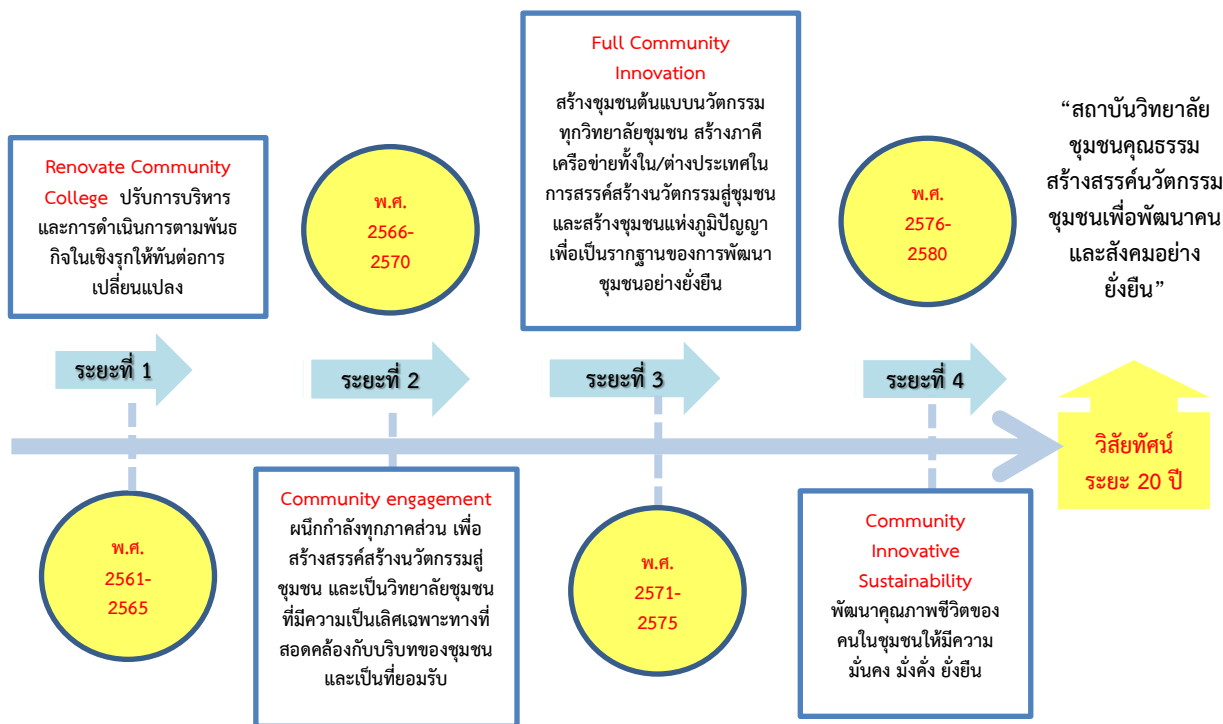 Renovate Community
College ปรับการบริหาร
และการดำเนินการตามพันธ
กิจในเชิงรุกให้ทันต่อการ
เปลี่ยนแปลง
พ.ศ.
2566-
2570
Full Community
Innovation
สร้างชุมชนต้นแบบนวัตกรรม
ทุกวิทยาลัยชุมชน สร้างภาคี
เครือข่ายทั้งใน/ต่างประเทศใน
การสรรค์สร้างนวัตกรรมสู่ชุมชน
และสร้างชุมชนแห่งภูมิปัญญา
เพื่อเป็นรากฐานของการพัฒนา
ชุมชนอย่างยั่งยืน
พ.ศ.
2576-
2580
“สถาบันวิทยาลัย
ชุมชนคุณธรรม
สร้างสรรค์นวัตกรรม
ชุมชนเพื่อพัฒนาคน
และสังคมอย่าง
ยั่งยืน”
ระยะที่ 1
ระยะที่ 2
ระยะที่ 3
ระยะที่ 4
วิสัยทัศน์
ระยะ 20 ปี
พ.ศ.
2561-
2565
Community engagement
ผนึกกำลังทุกภาคส่วน เพื่อ
สร้างสรรค์สร้างนวัตกรรมสู่
ชุมชน และเป็นวิทยาลัยชุมชน
ที่มีความเป็นเลิศเฉพาะทางที่
สอดคล้องกับบริบทของชุมชน
และเป็นที่ยอมรับ
พ.ศ.
2571-
2575
Community
Innovative
Sustainability
พัฒนาคุณภาพชีวิตของ
คนในชุมชนให้มีความ
มั่นคง มั่งคั่ง ยั่งยืน